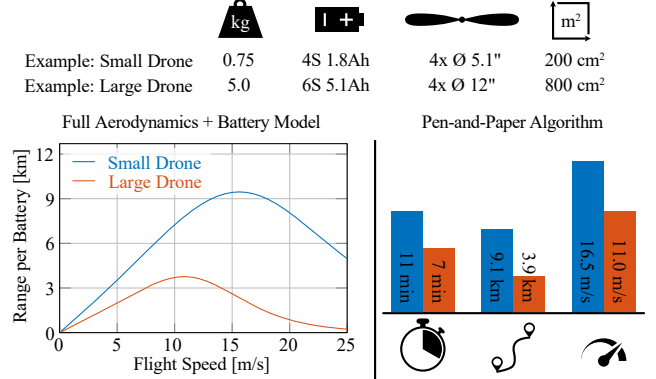 kg
m²
Example: Small Drone 0.75 4S 1.8Ah 4x Ø 5.1" 200 cm²
Example: Large Drone 5.0 6S 5.1Ah 4x Ø 12" 800 cm²
Full Aerodynamics + Battery Model
Range per Battery [km]
12
9
6
3
0
Small Drone
Large Drone
0 5 10 15 20 25
Flight Speed [m/s]
Pen-and-Paper Algorithm
11 min
7 min
9.1 km
3.9 km
16.5 m/s
11.0 m/s